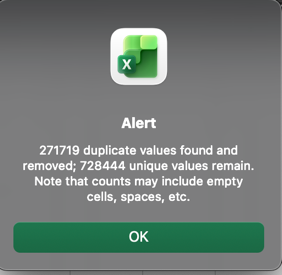 X
Alert
271719 duplicate values found and
removed; 728444 unique values remain.
Note that counts may include empty
cells, spaces, etc.
OK